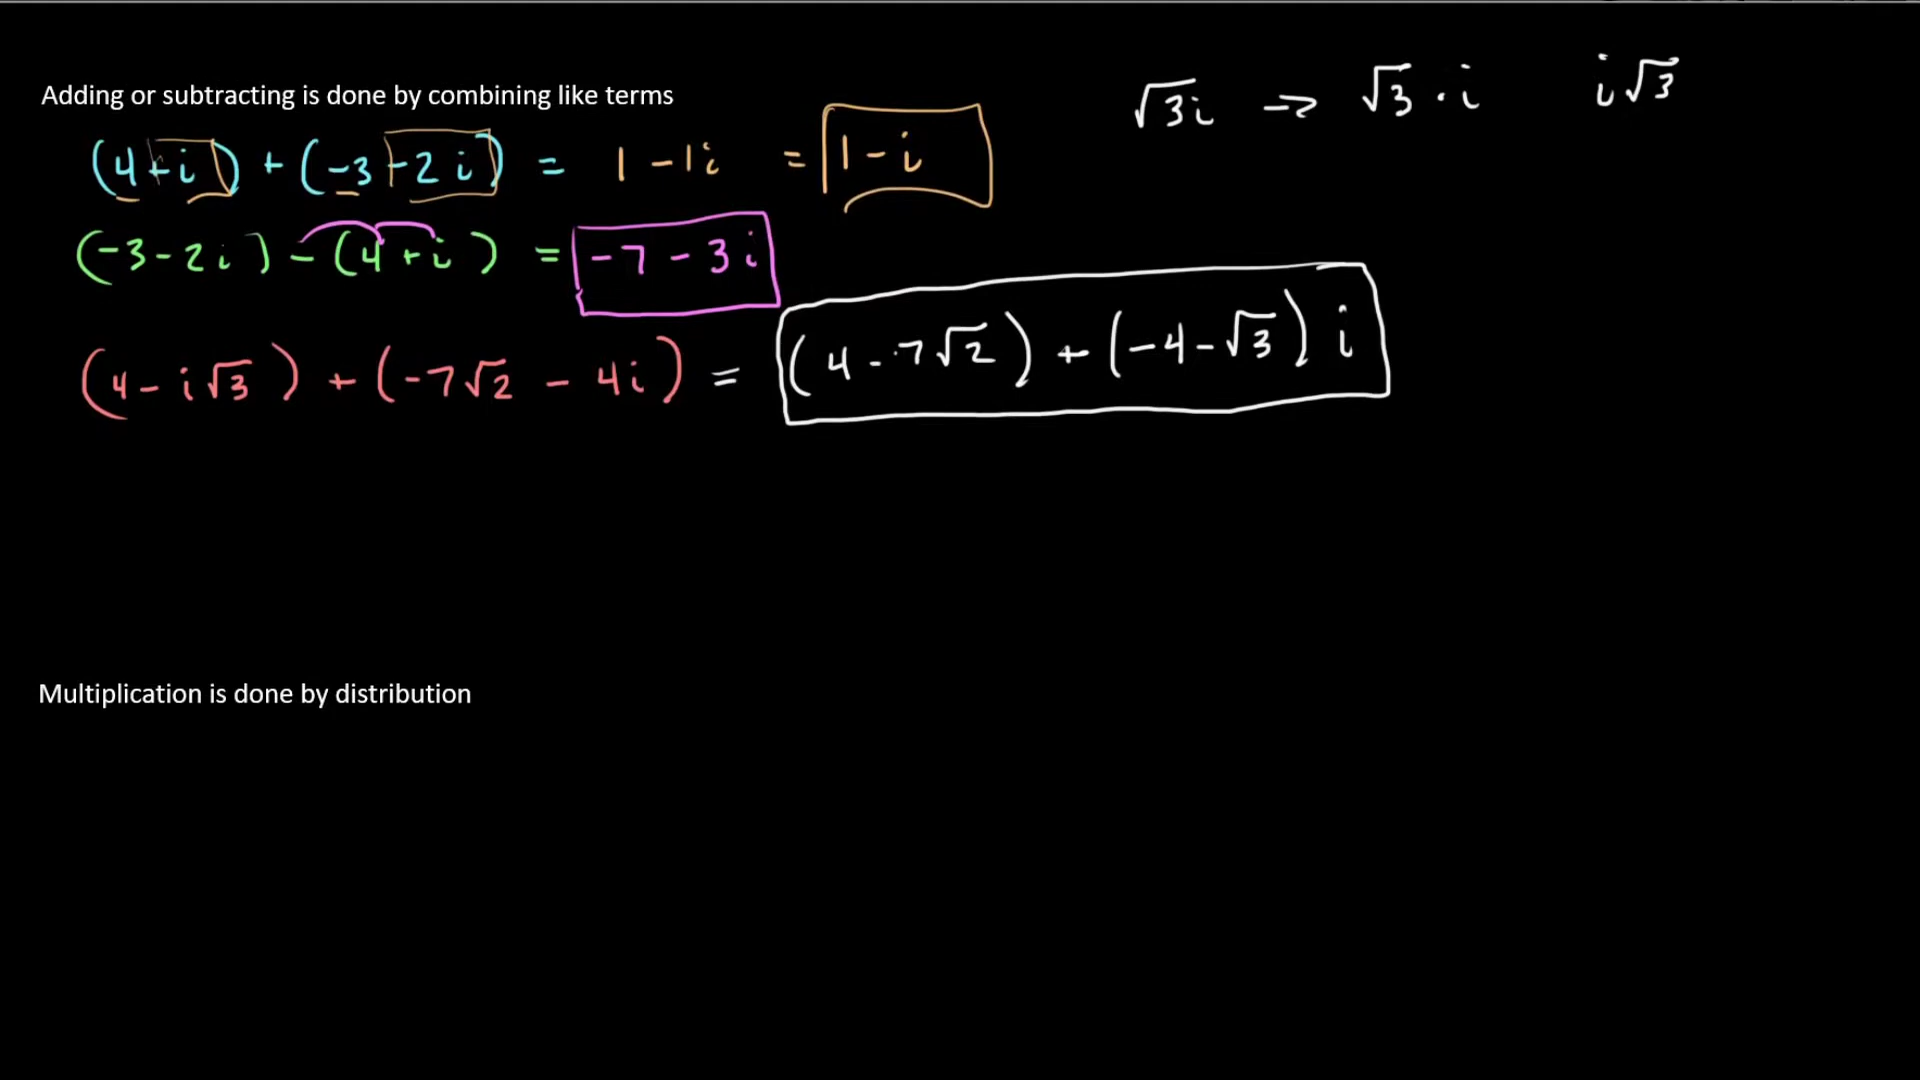 Adding or subtracting is done by combining like terms
√3i → √3 · i   i√3
(4+i) + (-3-2i) = 1 - 1i = 1 - i
(-3-2i) - (4+i) = -7 - 3i
(4 - i√3) + (-7√2 - 4i) = (4 - 7√2) + (-4 - √3) i
Multiplication is done by distribution